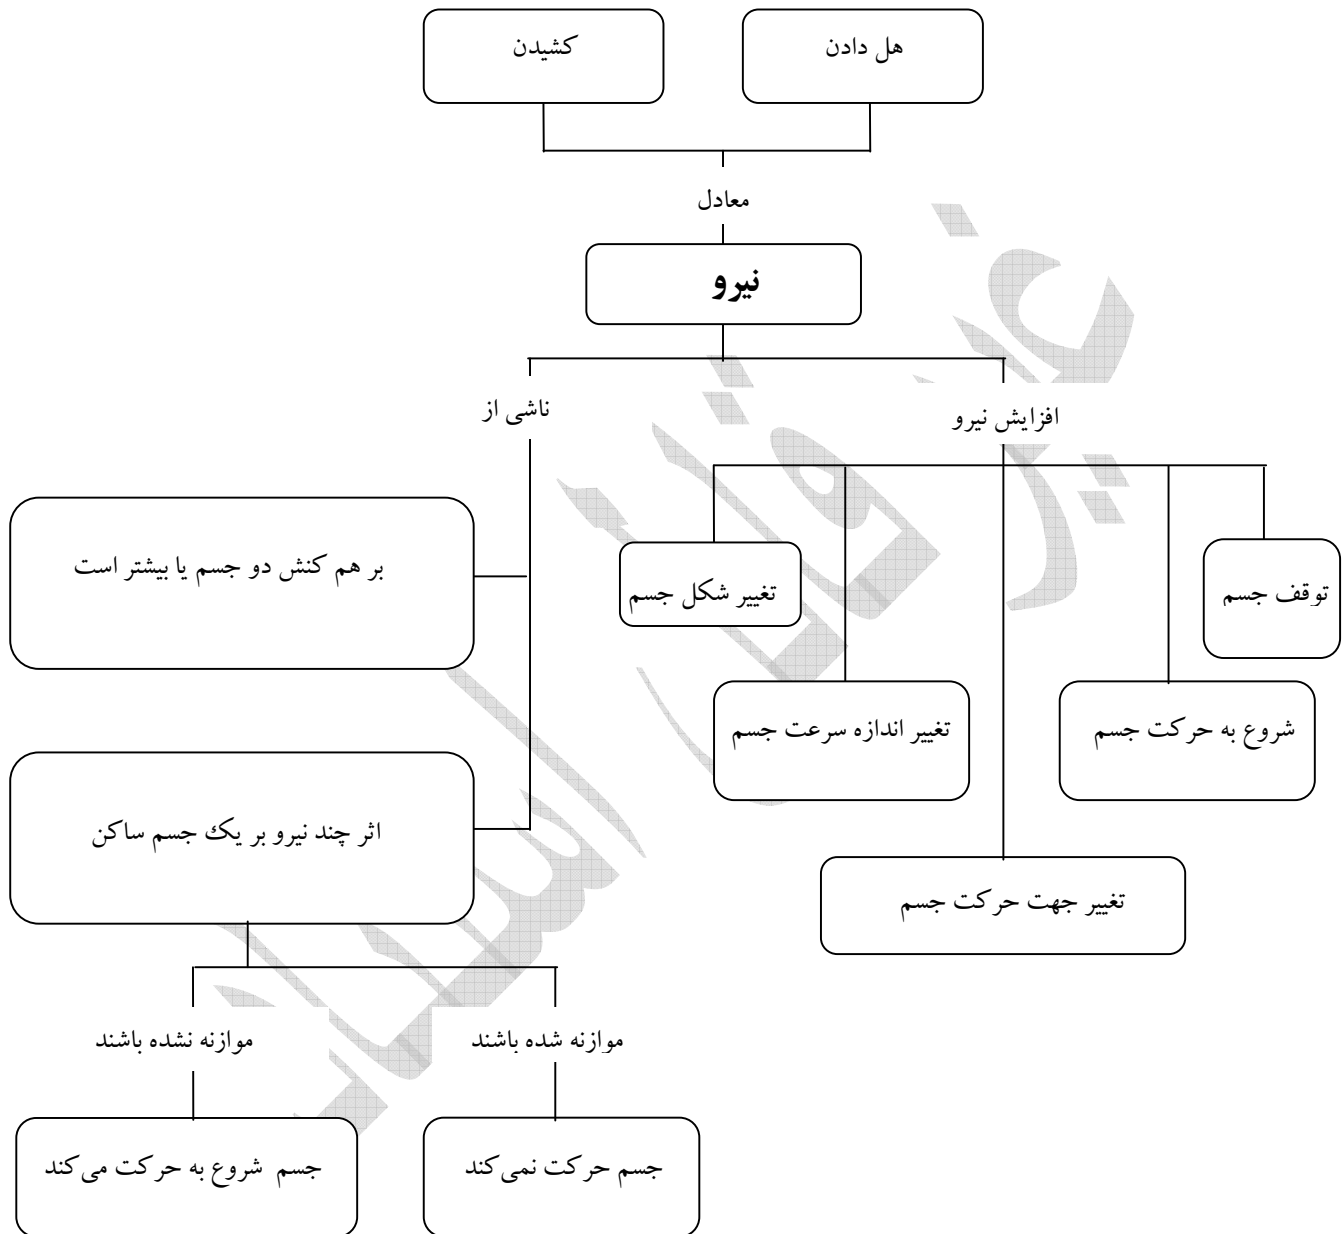 هل دادن
کشیدن
معادل
نیرو
افزایش نیرو
ناشی از
توقف جسم
شروع به حرکت جسم
تغییر جهت حرکت جسم
تغییر اندازه سرعت جسم
تغییر شکل جسم
بر هم کنش دو جسم یا بیشتر است
اثر چند نیرو بر یک جسم ساکن
موازنه شده باشند
موازنه نشده باشند
جسم حرکت نمی‌کند
جسم شروع به حرکت می‌کند